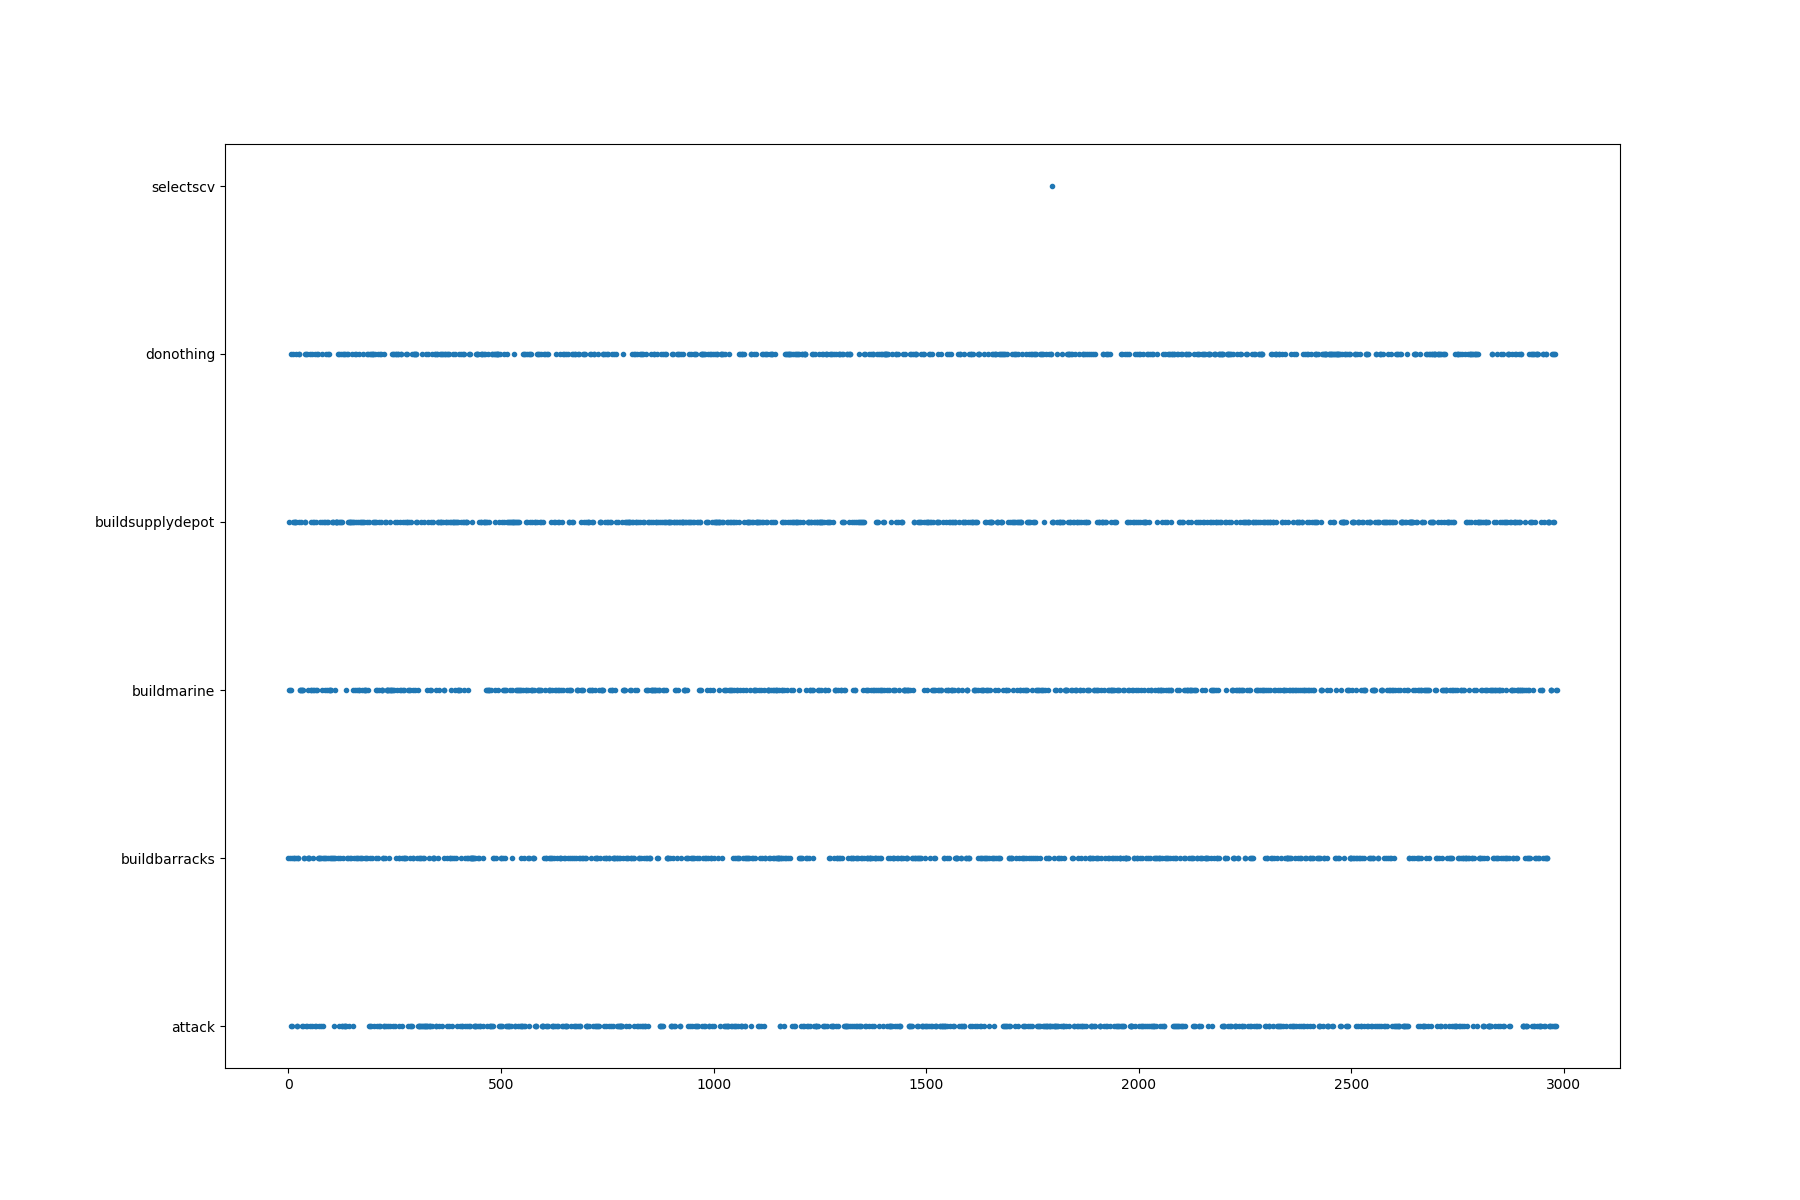 selectscv
donothing
buildsupplydepot
buildmarine
buildbarracks
attack
0 500 1000 1500 2000 2500 3000